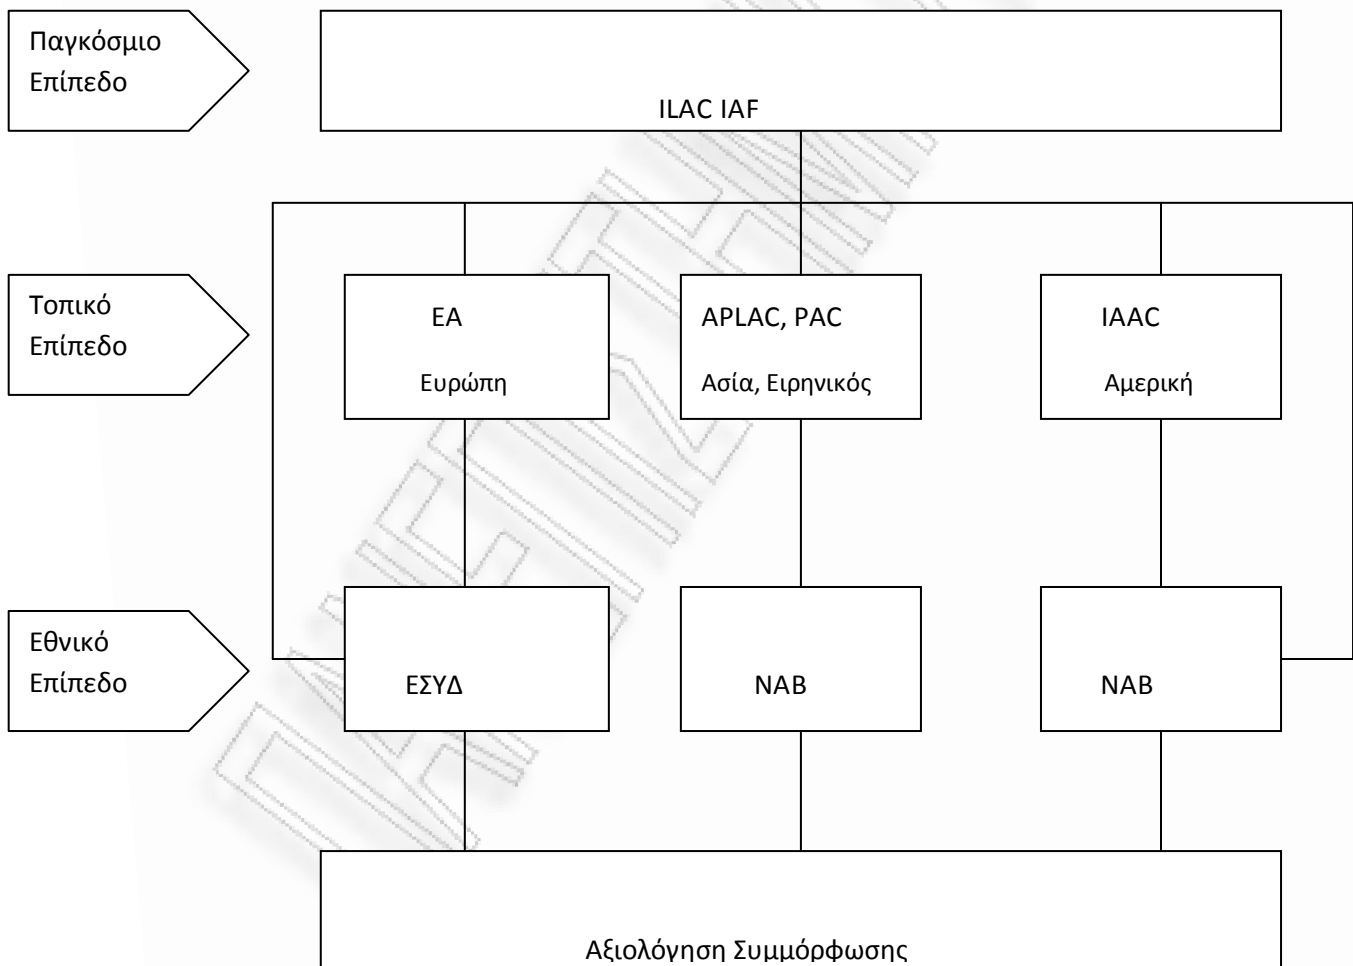 Παγκόσμιο
Επίπεδο
ILAC IAF
Τοπικό
Επίπεδο
EA
Ευρώπη
APLAC, PAC
Ασία, Ειρηνικός
IAAC
Αμερική
Εθνικό
Επίπεδο
ΕΣΥΔ
NAB
NAB
Αξιολόγηση Συμμόρφωσης